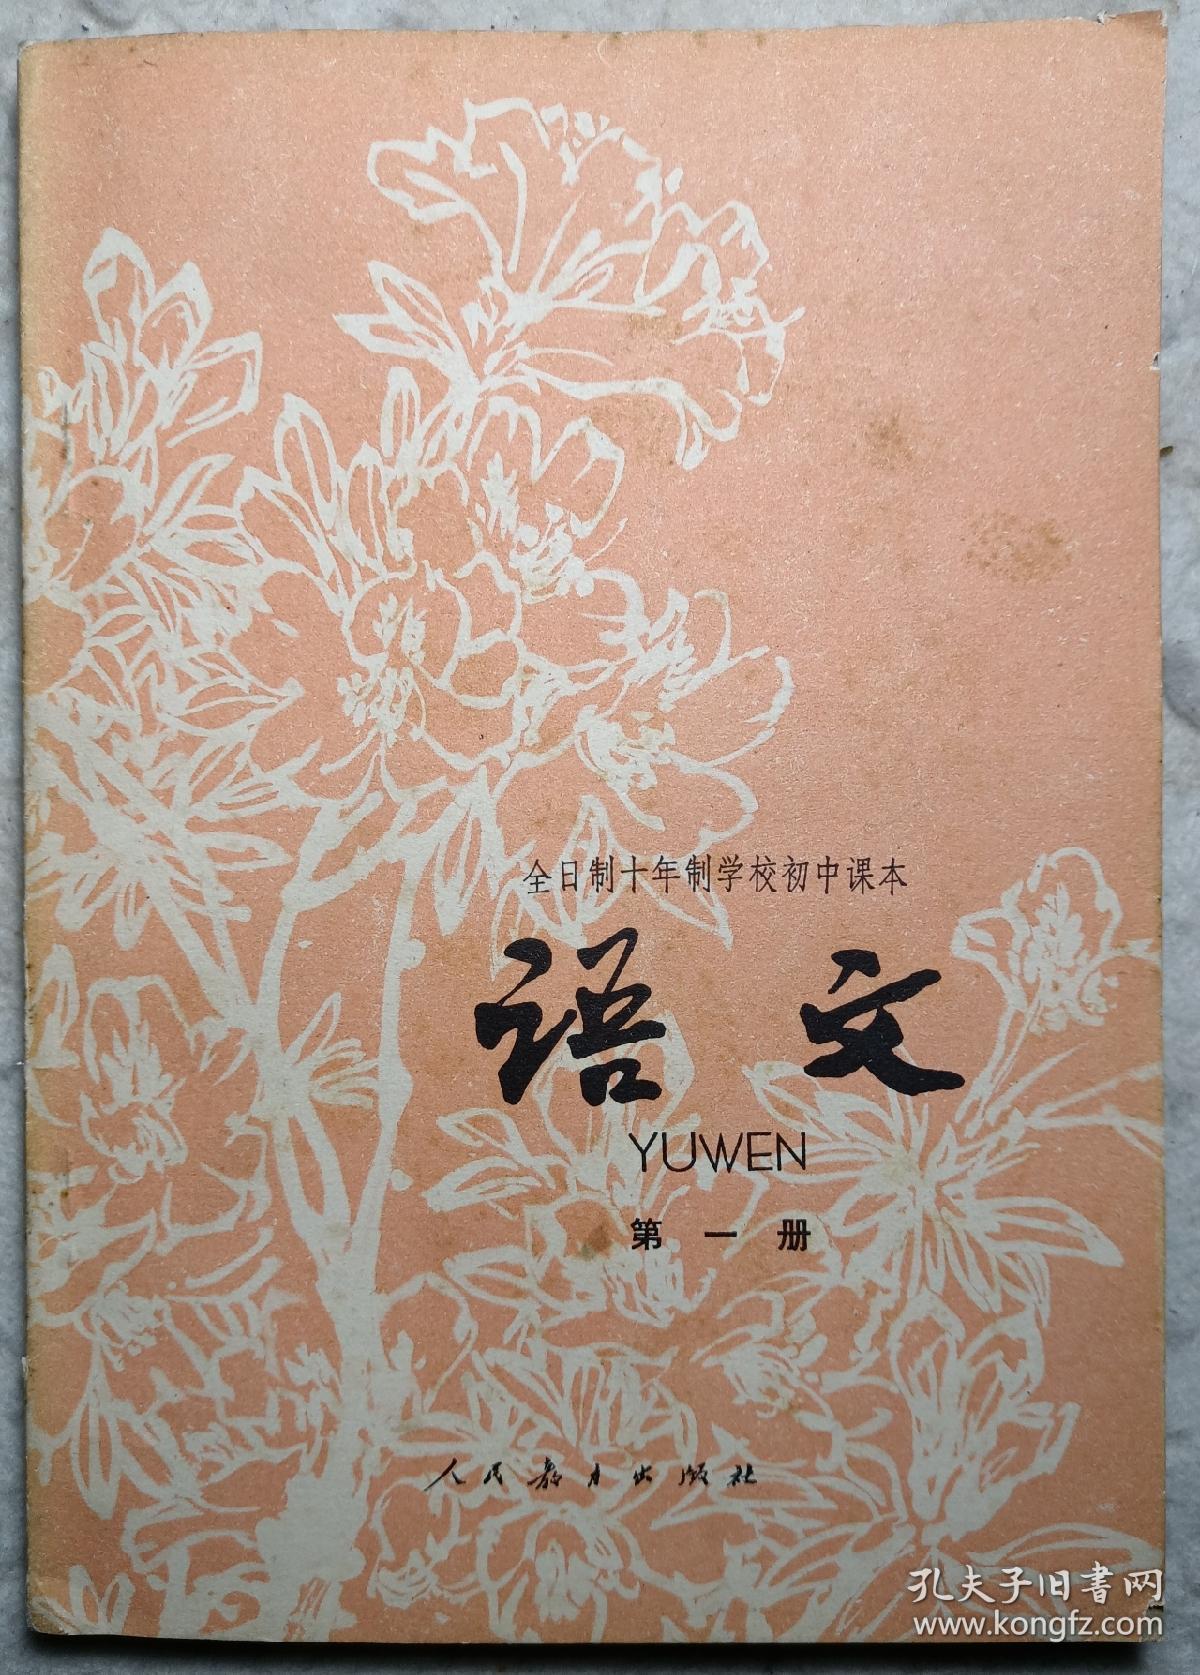 全日制十年制学校初中课本
语文
YUWEN
第一册
人民教育出版社
孔夫子旧書网
www.kongfz.com